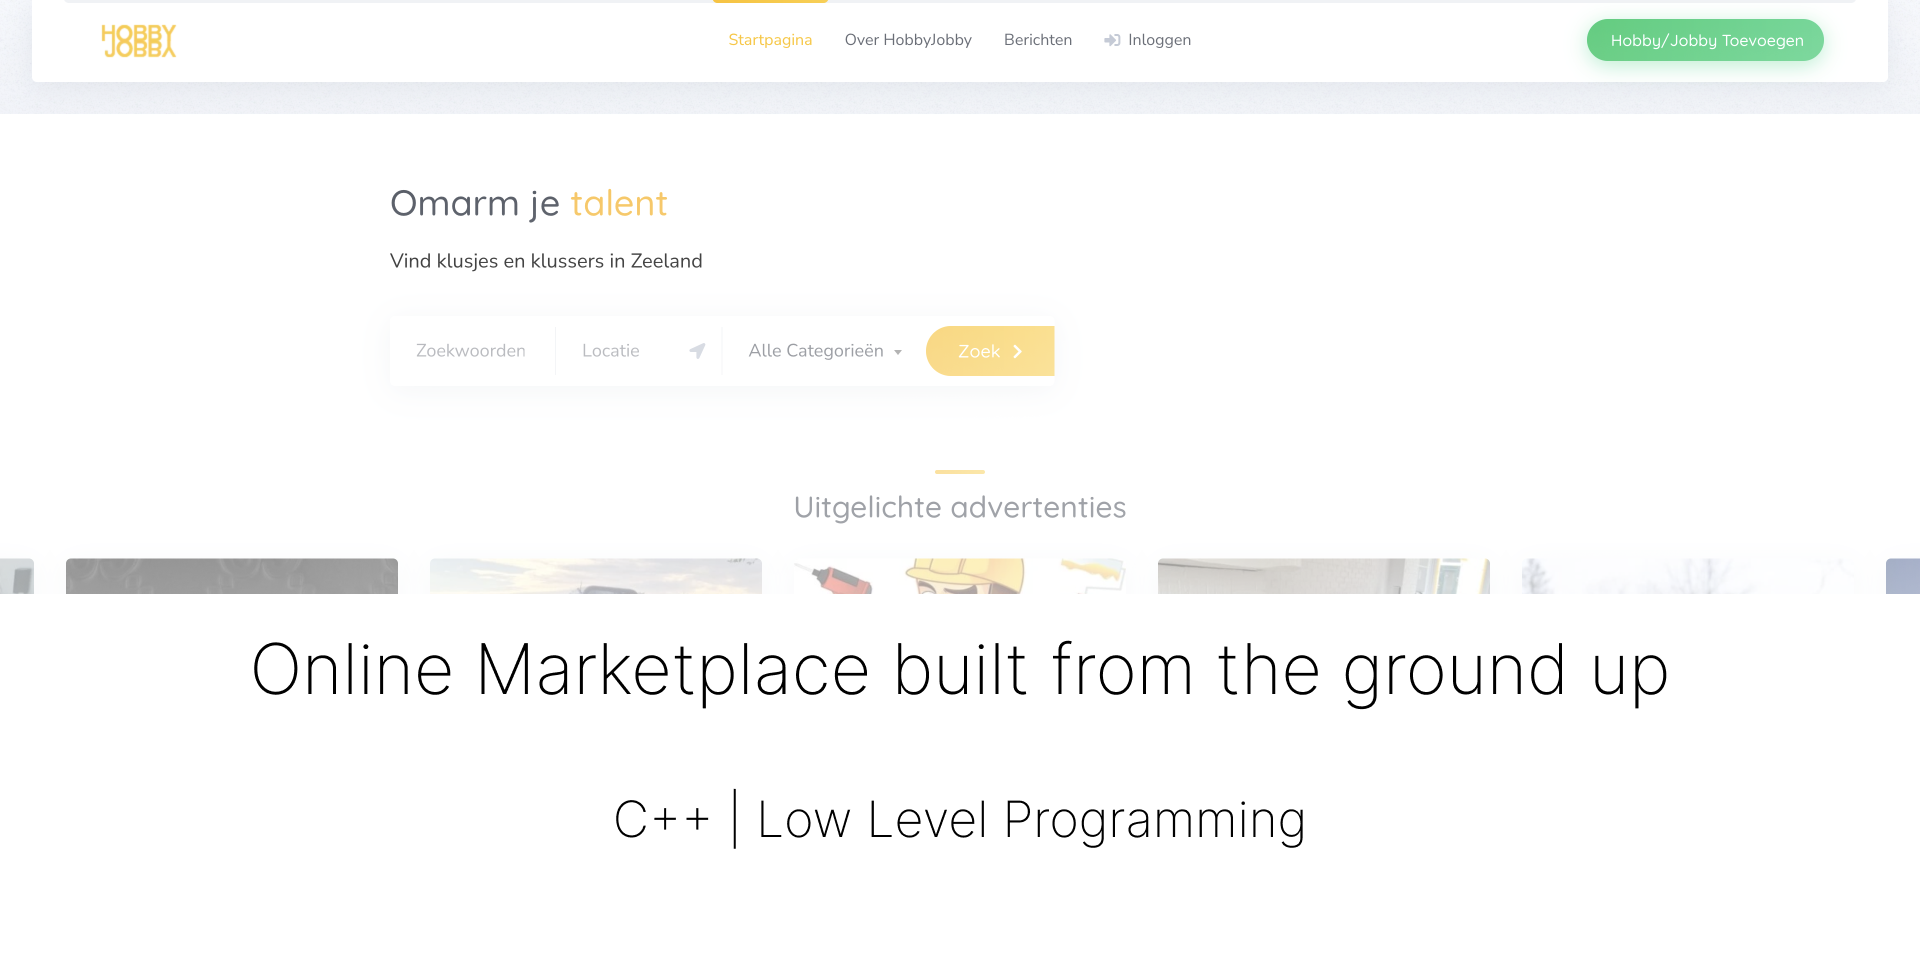 HOBBY
JOBBY
Startpagina Over HobbyJobby Berichten Inloggen Hobby/Jobby Toevoegen
Omarm je talent
Vind klusjes en klussers in Zeeland
Zoekwoorden Locatie Alle Categorieën Zoek
Uitgelichte advertenties
Online Marketplace built from the ground up
C++ | Low Level Programming